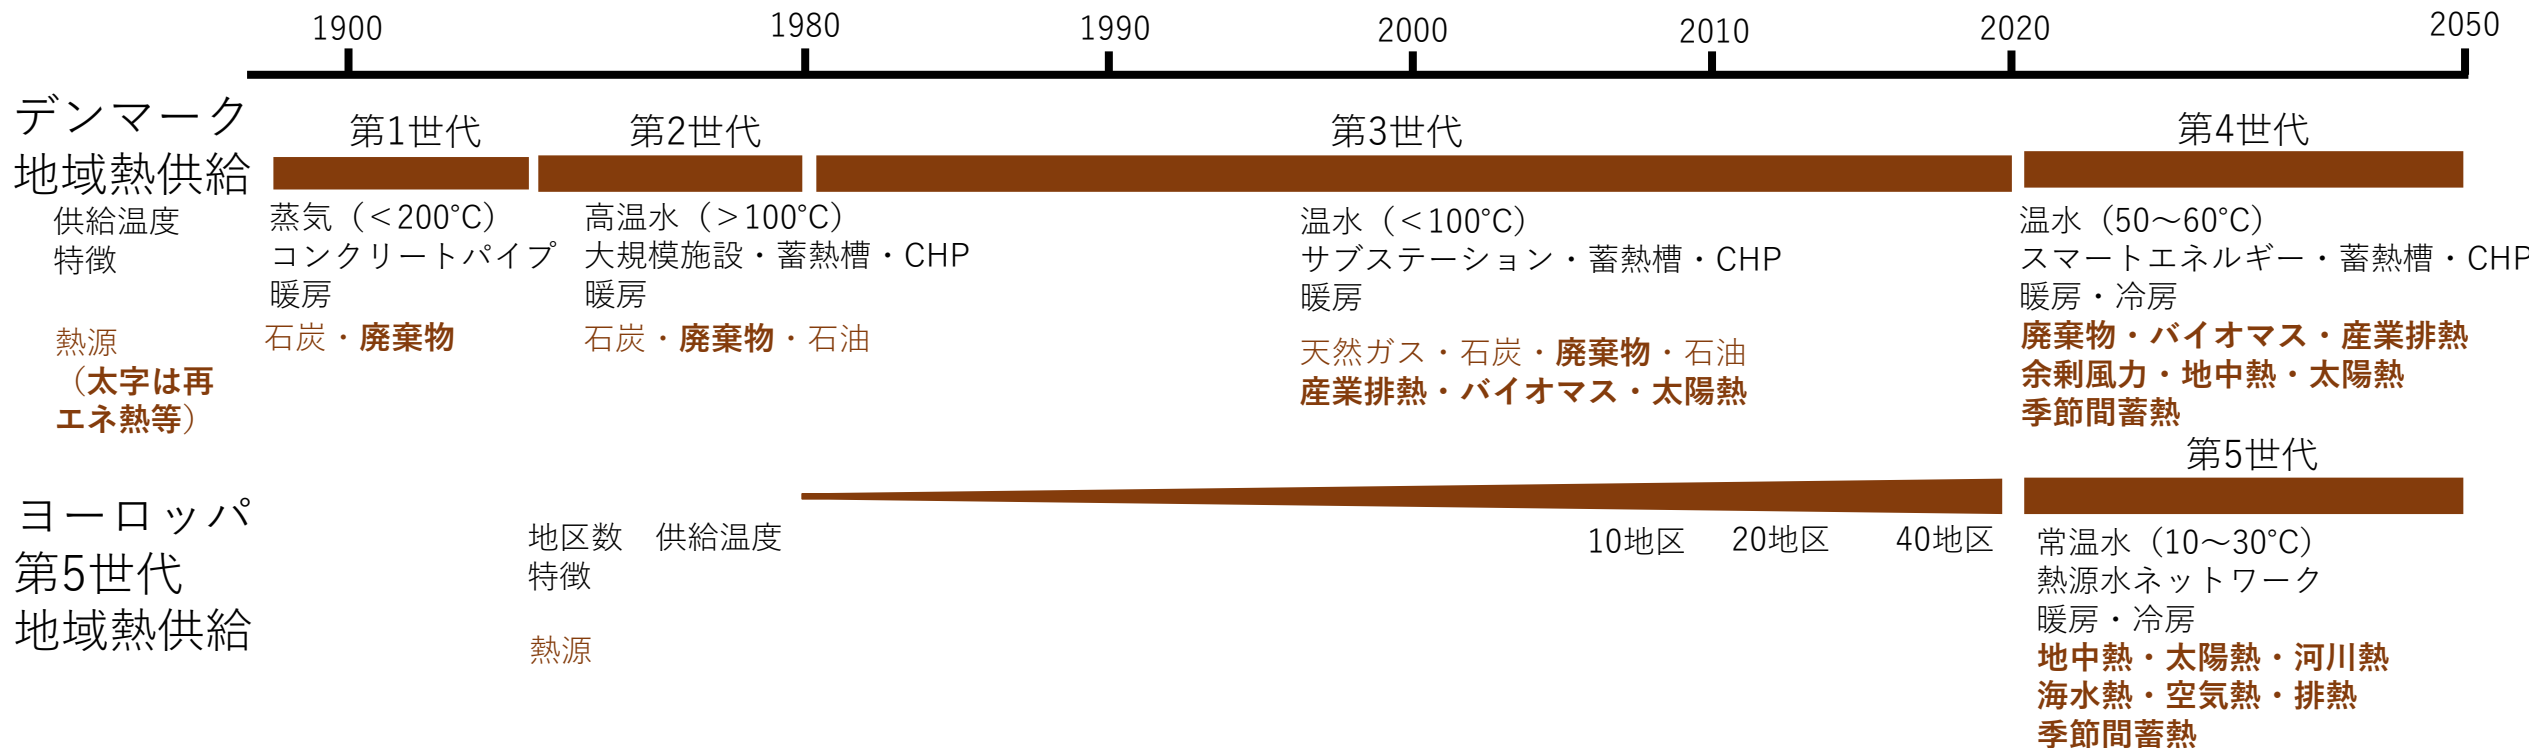 1900
1980
1990
2000
2010
2020
2050
デンマーク
地域熱供給
供給温度
特徴
熱源
（太字は再
エネ熱等）
第1世代
蒸気（＜200°C）
コンクリートパイプ
暖房
石炭・廃棄物
第2世代
高温水（＞100°C）
大規模施設・蓄熱槽・CHP
暖房
石炭・廃棄物・石油
第3世代
温水（＜100°C）
サブステーション・蓄熱槽・CHP
暖房
天然ガス・石炭・廃棄物・石油
産業排熱・バイオマス・太陽熱
第4世代
温水（50〜60°C）
スマートエネルギー・蓄熱槽・CHP
暖房・冷房
廃棄物・バイオマス・産業排熱
余剰風力・地中熱・太陽熱
季節間蓄熱
ヨーロッパ
第5世代
地域熱供給
地区数　供給温度
特徴
熱源
10地区
20地区
40地区
第5世代
常温水（10〜30°C）
熱源水ネットワーク
暖房・冷房
地中熱・太陽熱・河川熱
海水熱・空気熱・排熱
季節間蓄熱